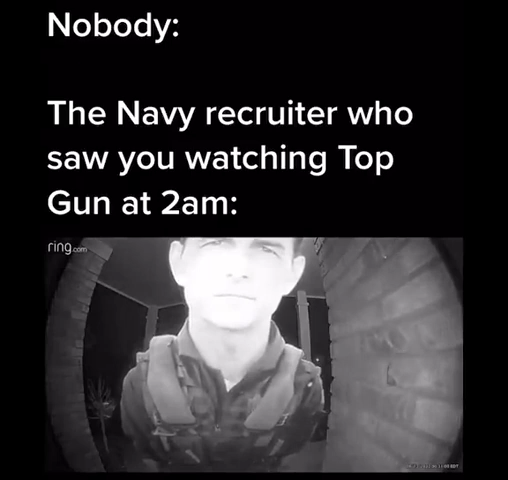 Nobody:
The Navy recruiter who
saw you watching Top
Gun at 2am:
ring.com